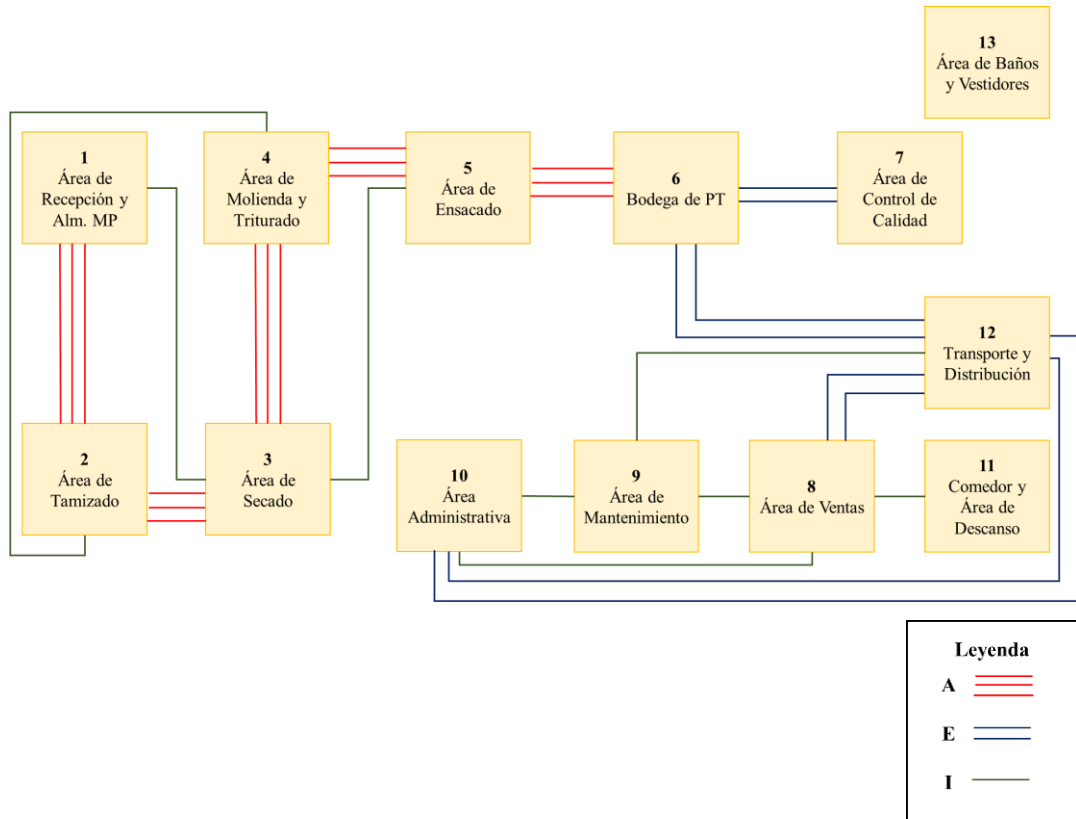 13
Área de Baños
y Vestidores
1
Área de
Recepción y
Alm. MP
4
Área de
Molienda y
Triturado
5
Área de
Ensacado
6
Bodega de PT
7
Área de
Control de
Calidad
12
Transporte y
Distribución
2
Área de
Tamizado
3
Área de
Secado
10
Área
Administrativa
9
Área de
Mantenimiento
8
Área de Ventas
11
Comedor y
Área de
Descanso
Leyenda
A
E
I